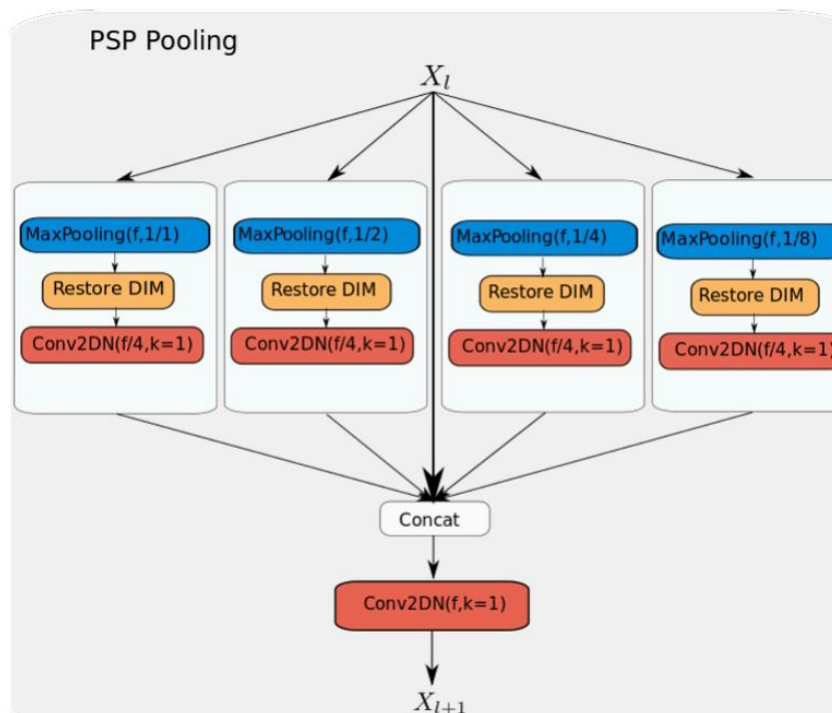 PSP Pooling
X_l
MaxPooling(f,1/1)
Restore DIM
Conv2DN(f/4,k=1)
MaxPooling(f,1/2)
Restore DIM
Conv2DN(f/4,k=1)
MaxPooling(f,1/4)
Restore DIM
Conv2DN(f/4,k=1)
MaxPooling(f,1/8)
Restore DIM
Conv2DN(f/4,k=1)
Concat
Conv2DN(f,k=1)
X_{l+1}